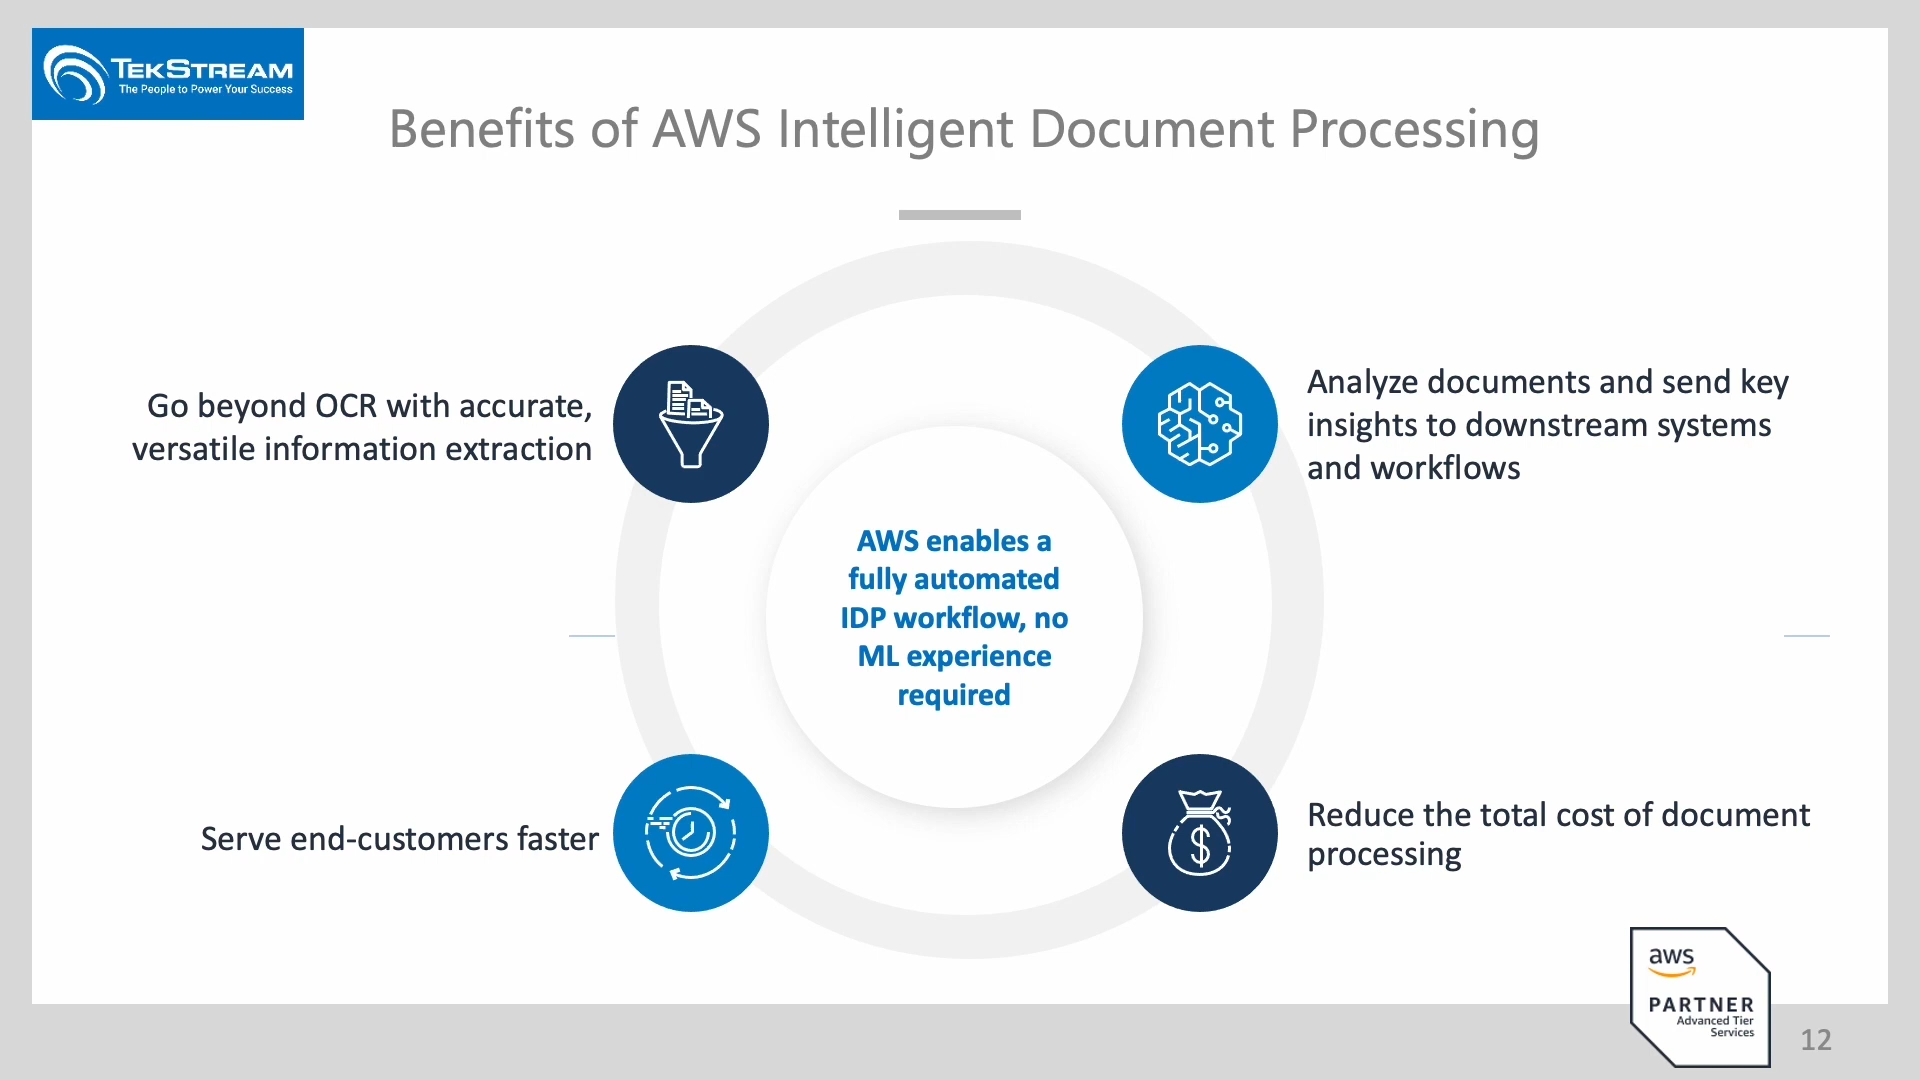 TEKSTREAM
The People to Power Your Success
Benefits of AWS Intelligent Document Processing
Go beyond OCR with accurate,
versatile information extraction
Analyze documents and send key
insights to downstream systems
and workflows
AWS enables a
fully automated
IDP workflow, no
ML experience
required
Serve end-customers faster
$
Reduce the total cost of document
processing
aws
PARTNER
Advanced Tier
Services
12